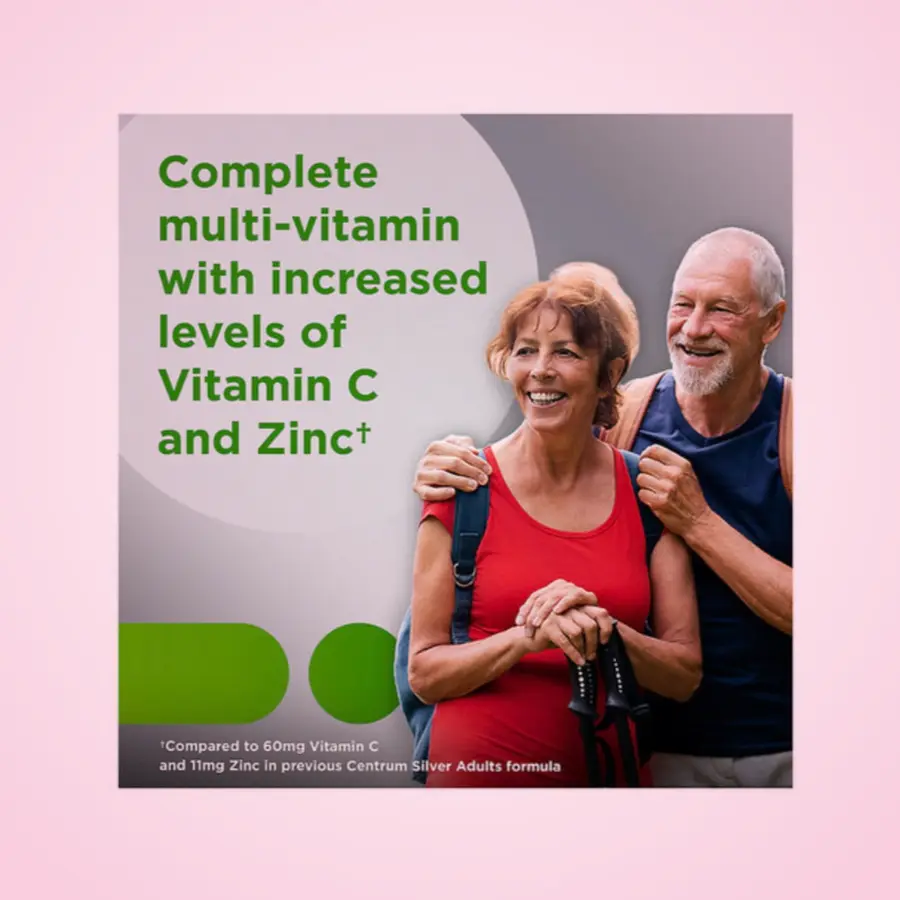 Complete
multi-vitamin
with increased
levels of
Vitamin C
and Zinc†
†Compared to 60mg Vitamin C
and 11mg Zinc in previous Centrum Silver Adults formula